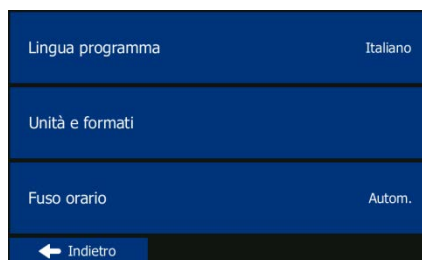 Lingua programma Italiano
Unità e formati
Fuso orario Autom.
Indietro